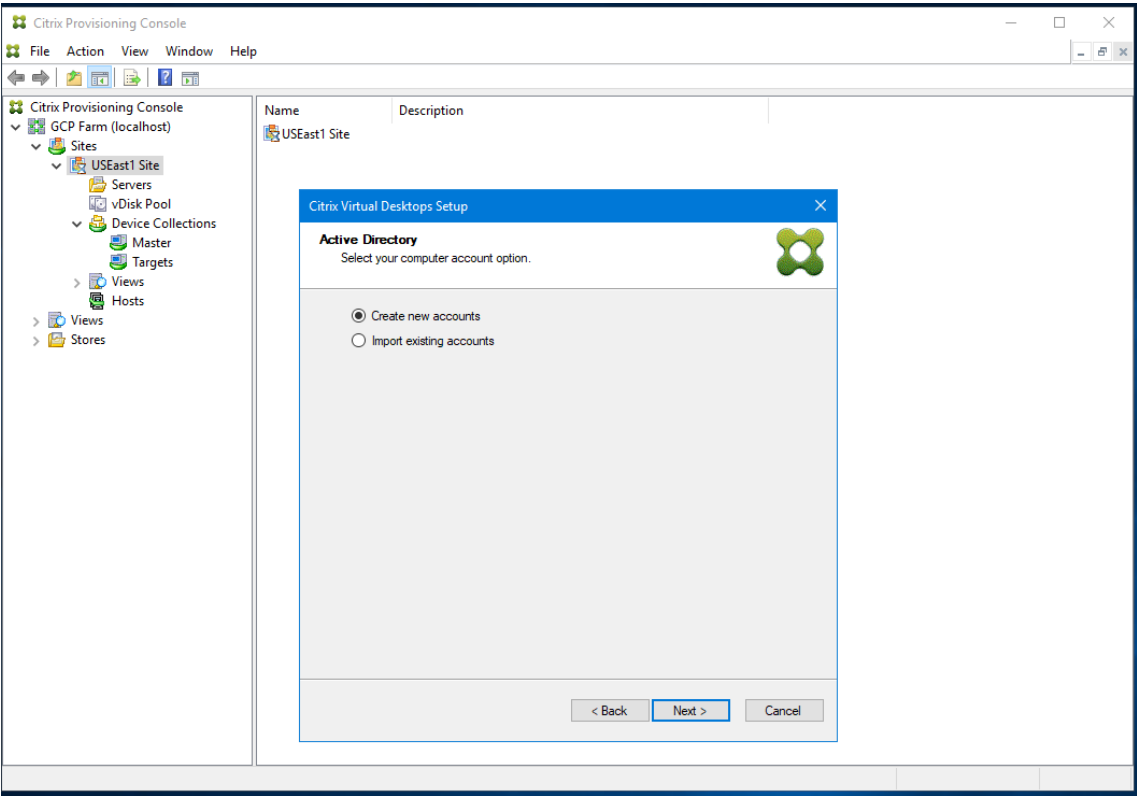 Citrix Provisioning Console
File Action View Window Help
Citrix Provisioning Console
GCP Farm (localhost)
Sites
USEast1 Site
Servers
vDisk Pool
Device Collections
Master
Targets
Views
Hosts
Views
Stores
Name Description
USEast1 Site
Citrix Virtual Desktops Setup
Active Directory
Select your computer account option.
Create new accounts
Import existing accounts
< Back Next > Cancel